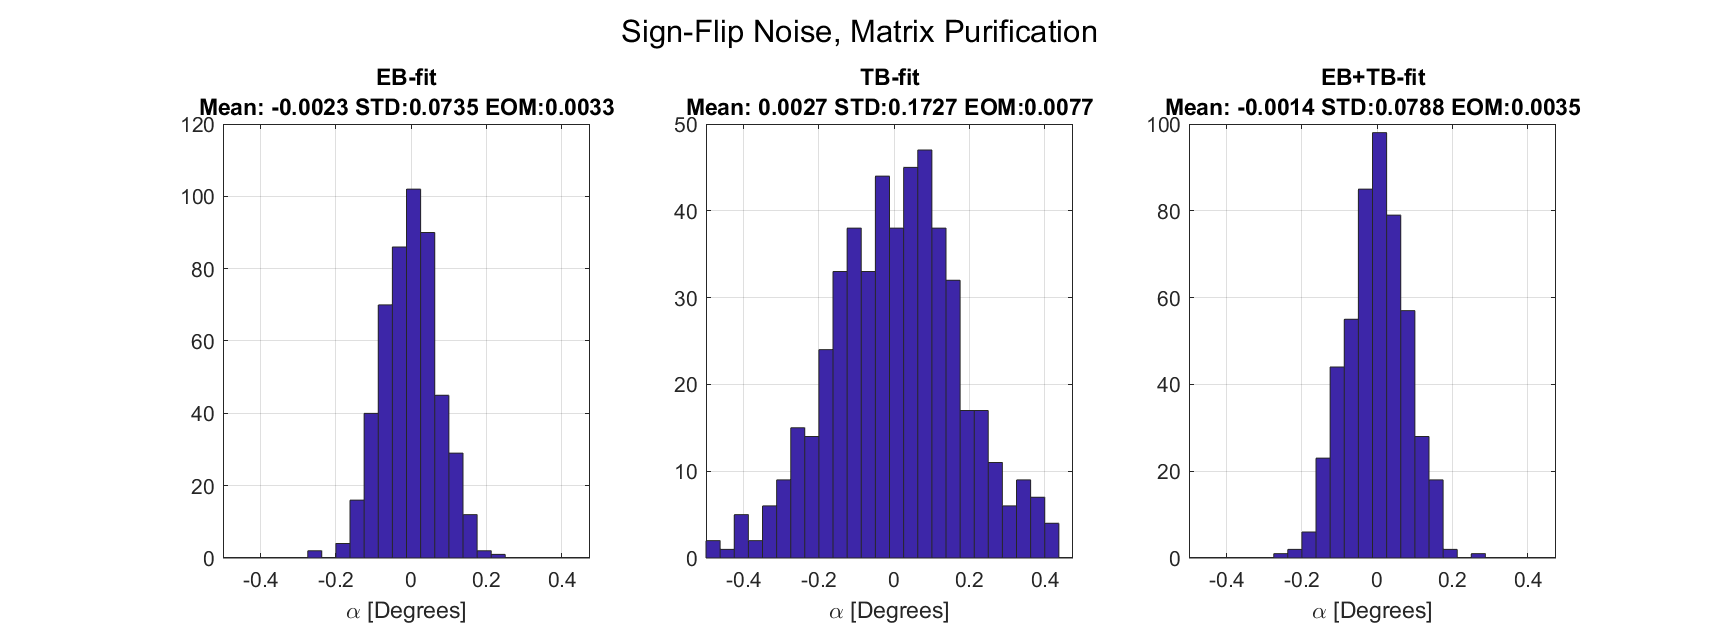 Sign-Flip Noise, Matrix Purification
EB-fit
Mean: -0.0023 STD:0.0735 EOM:0.0033
120
100
80
60
40
20
0
-0.4 -0.2 0 0.2 0.4
α [Degrees]
TB-fit
Mean: 0.0027 STD:0.1727 EOM:0.0077
50
40
30
20
10
0
-0.4 -0.2 0 0.2 0.4
α [Degrees]
EB+TB-fit
Mean: -0.0014 STD:0.0788 EOM:0.0035
100
80
60
40
20
0
-0.4 -0.2 0 0.2 0.4
α [Degrees]